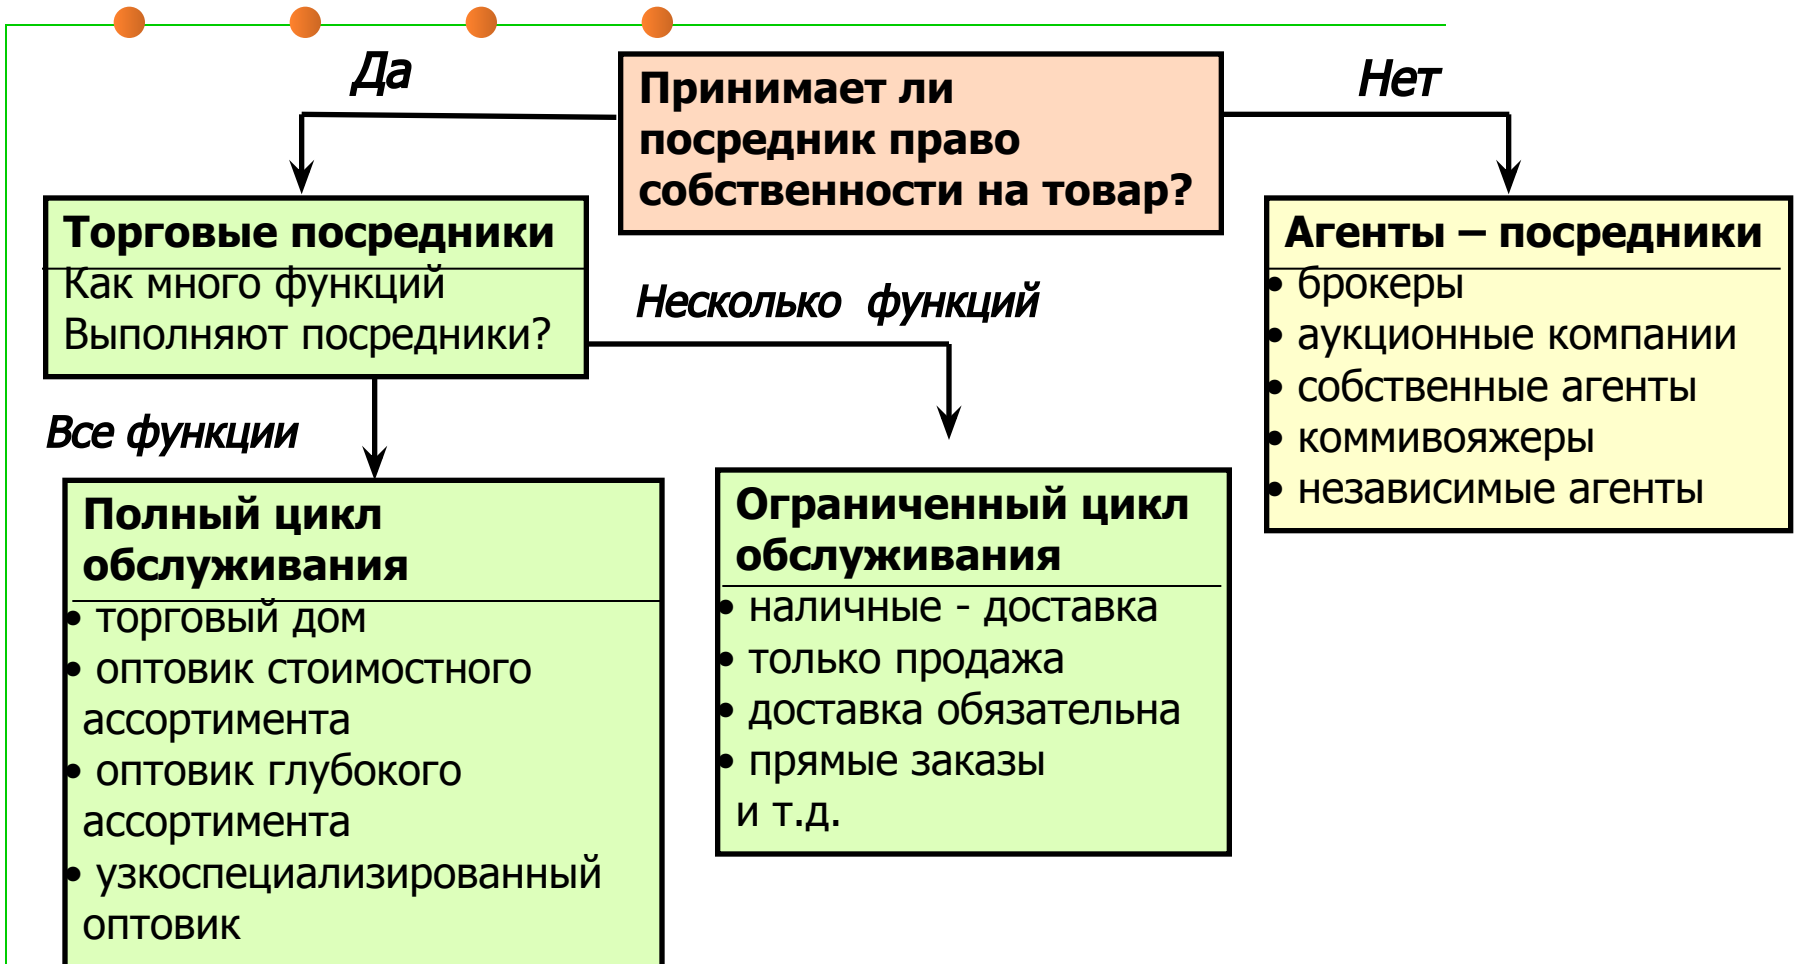 Да
Принимает ли
посредник право
собственности на товар?
Нет
Торговые посредники
Как много функций
Выполняют посредники?
Несколько функций
Агенты – посредники
• брокеры
• аукционные компании
• собственные агенты
• коммивояжеры
• независимые агенты
Все функции
Полный цикл
обслуживания
• торговый дом
• оптовик стоимостного
ассортимента
• оптовик глубокого
ассортимента
• узкоспециализированный
оптовик
Ограниченный цикл
обслуживания
• наличные - доставка
• только продажа
• доставка обязательна
• прямые заказы
и т.д.